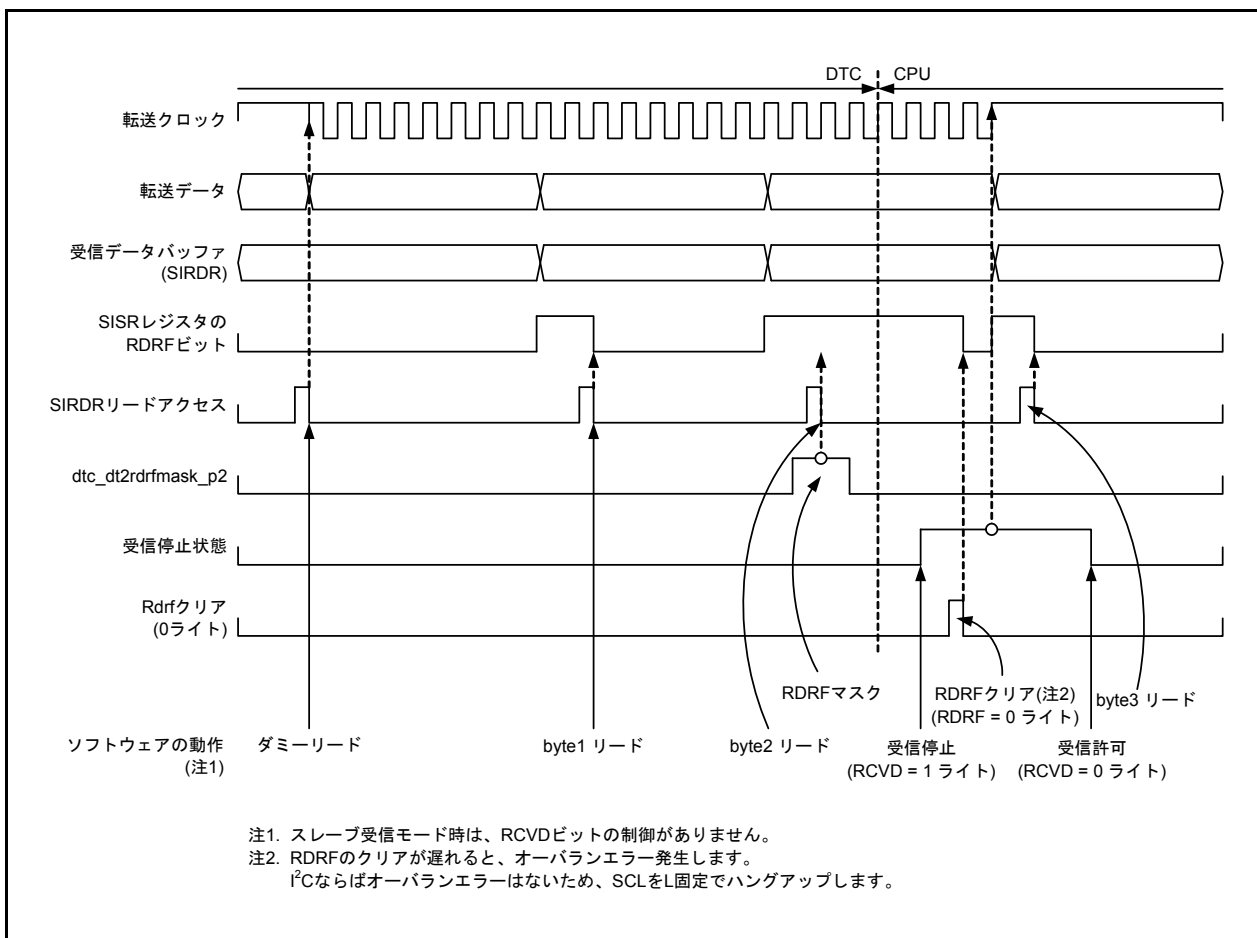 DTC CPU
転送クロック
転送データ
受信データバッファ
(SIRDR)
SISRレジスタの
RDRFビット
SIRDRリードアクセス
dtc_dt2rdrfmask_p2
受信停止状態
Rdrfクリア
(0ライト)
RDRFマスク
RDRFクリア(注2)
(RDRF = 0 ライト)
byte3 リード
ソフトウェアの動作
(注1)
ダミーリード
byte1 リード
byte2 リード
受信停止
(RCVD = 1 ライト)
受信許可
(RCVD = 0 ライト)
注1. スレーブ受信モード時は、RCVDビットの制御がありません。
注2. RDRFのクリアが遅れると、オーバランエラー発生します。
I²Cならばオーバランエラーはないため、SCLをL固定でハングアップします。